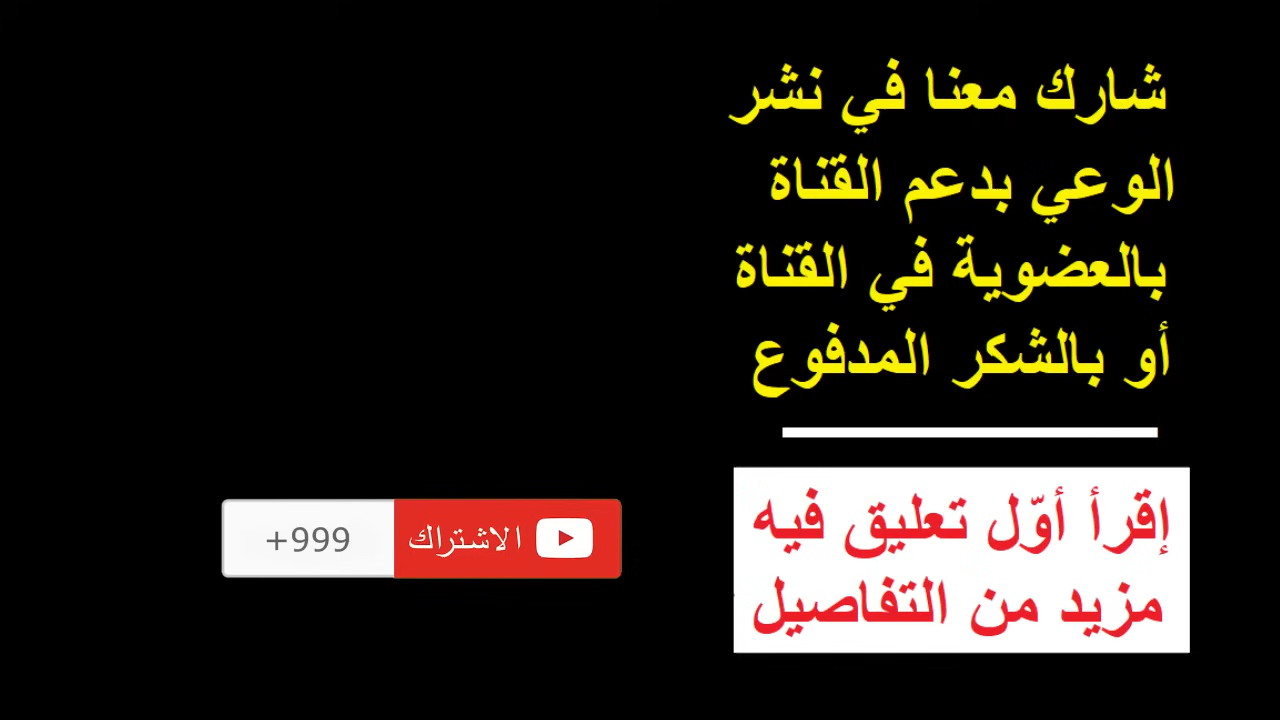 شارك معنا في نشر
الوعي بدعم القناة
بالعضوية في القناة
أو بالشكر المدفوع
إقرأ أوّل تعليق فيه
مزيد من التفاصيل
الاشتراك
+999